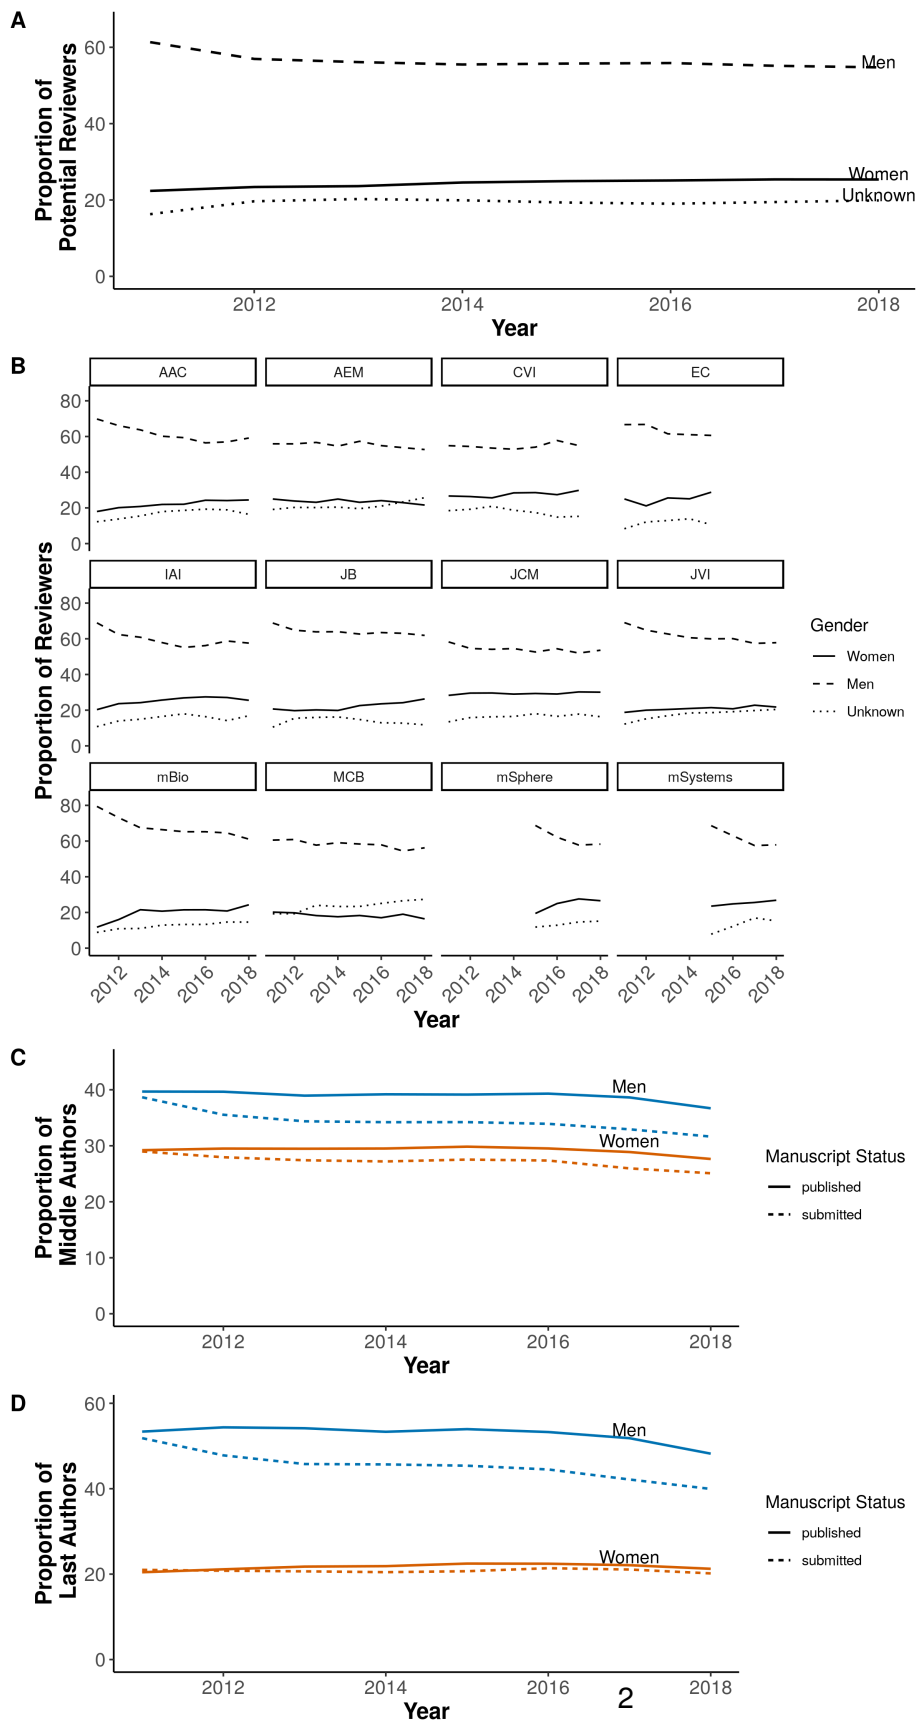 A
Proportion of
Potential Reviewers
60
40
20
0
Men
Women
Unknown
2012 2014 2016 2018
Year
B
Proportion of Reviewers
AAC AEM CVI EC
80
60
40
20
0
IAI JB JCM JVI
80
60
40
20
0
mBio MCB mSphere mSystems
80
60
40
20
0
2012 2014 2016 2018 2012 2014 2016 2018 2012 2014 2016 2018 2012 2014 2016 2018
Year
Gender
Women
Men
Unknown
C
Proportion of
Middle Authors
40
30
20
10
0
Men
Women
2012 2014 2016 2018
Year
Manuscript Status
published
submitted
D
Proportion of
Last Authors
60
40
20
0
Men
Women
2012 2014 2016 2018
Year
Manuscript Status
published
submitted
2